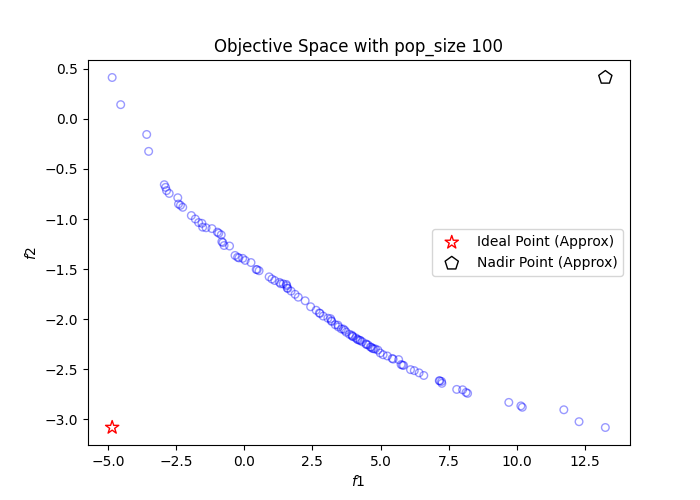 Objective Space with pop_size 100
0.5
0.0
−0.5
−1.0
−1.5
−2.0
−2.5
−3.0
f2
Ideal Point (Approx)
Nadir Point (Approx)
−5.0 −2.5 0.0 2.5 5.0 7.5 10.0 12.5
f1